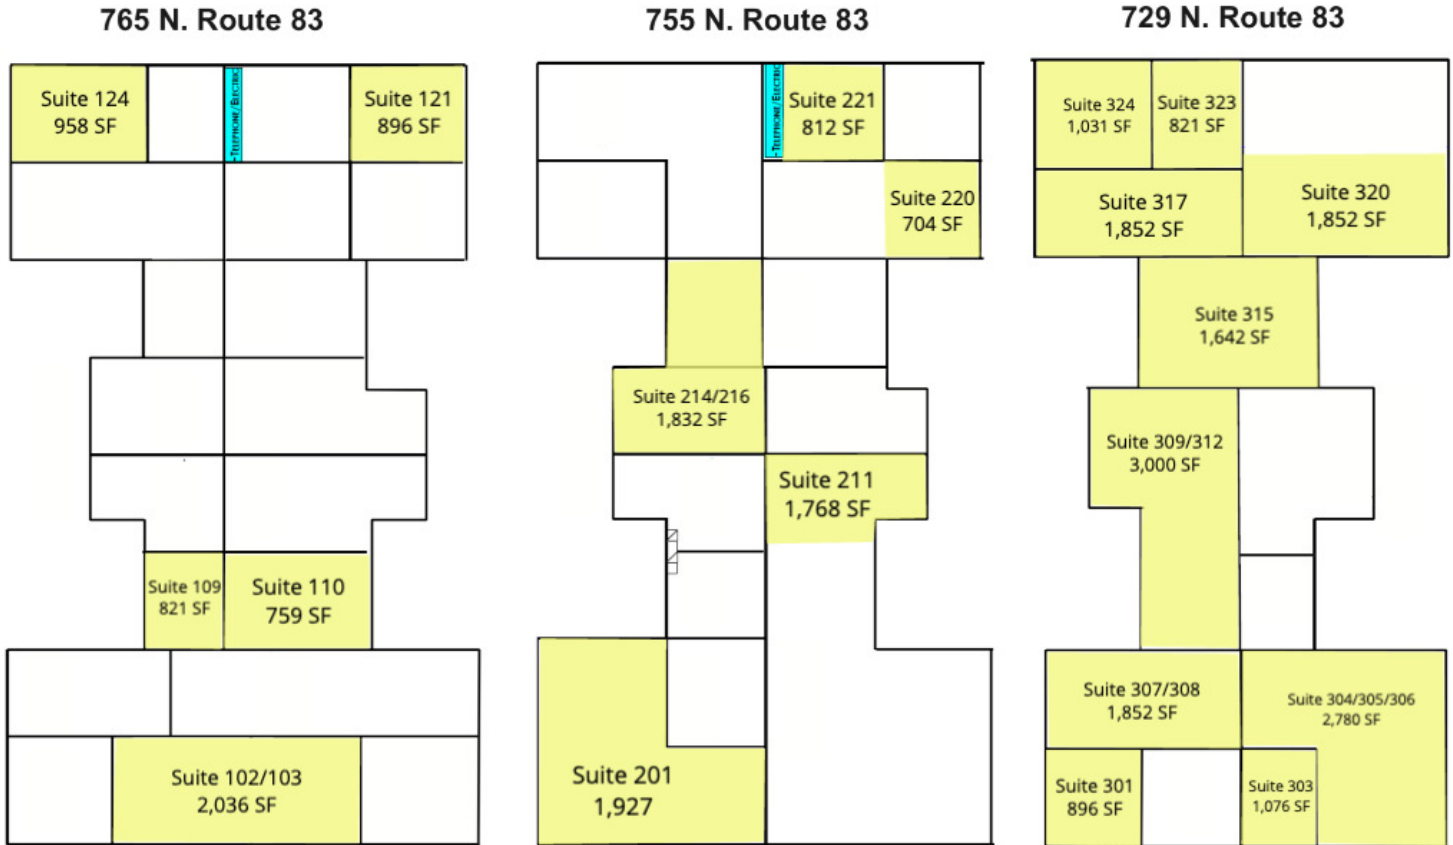 765 N. Route 83
Suite 124
958 SF
-TELEPHONE/ELECTRIC
Suite 121
896 SF
Suite 109
821 SF
Suite 110
759 SF
Suite 102/103
2,036 SF
755 N. Route 83
-TELEPHONE/ELECTRIC
Suite 221
812 SF
Suite 220
704 SF
Suite 214/216
1,832 SF
Suite 211
1,768 SF
Suite 201
1,927
729 N. Route 83
Suite 324
1,031 SF
Suite 323
821 SF
Suite 317
1,852 SF
Suite 320
1,852 SF
Suite 315
1,642 SF
Suite 309/312
3,000 SF
Suite 307/308
1,852 SF
Suite 304/305/306
2,780 SF
Suite 301
896 SF
Suite 303
1,076 SF